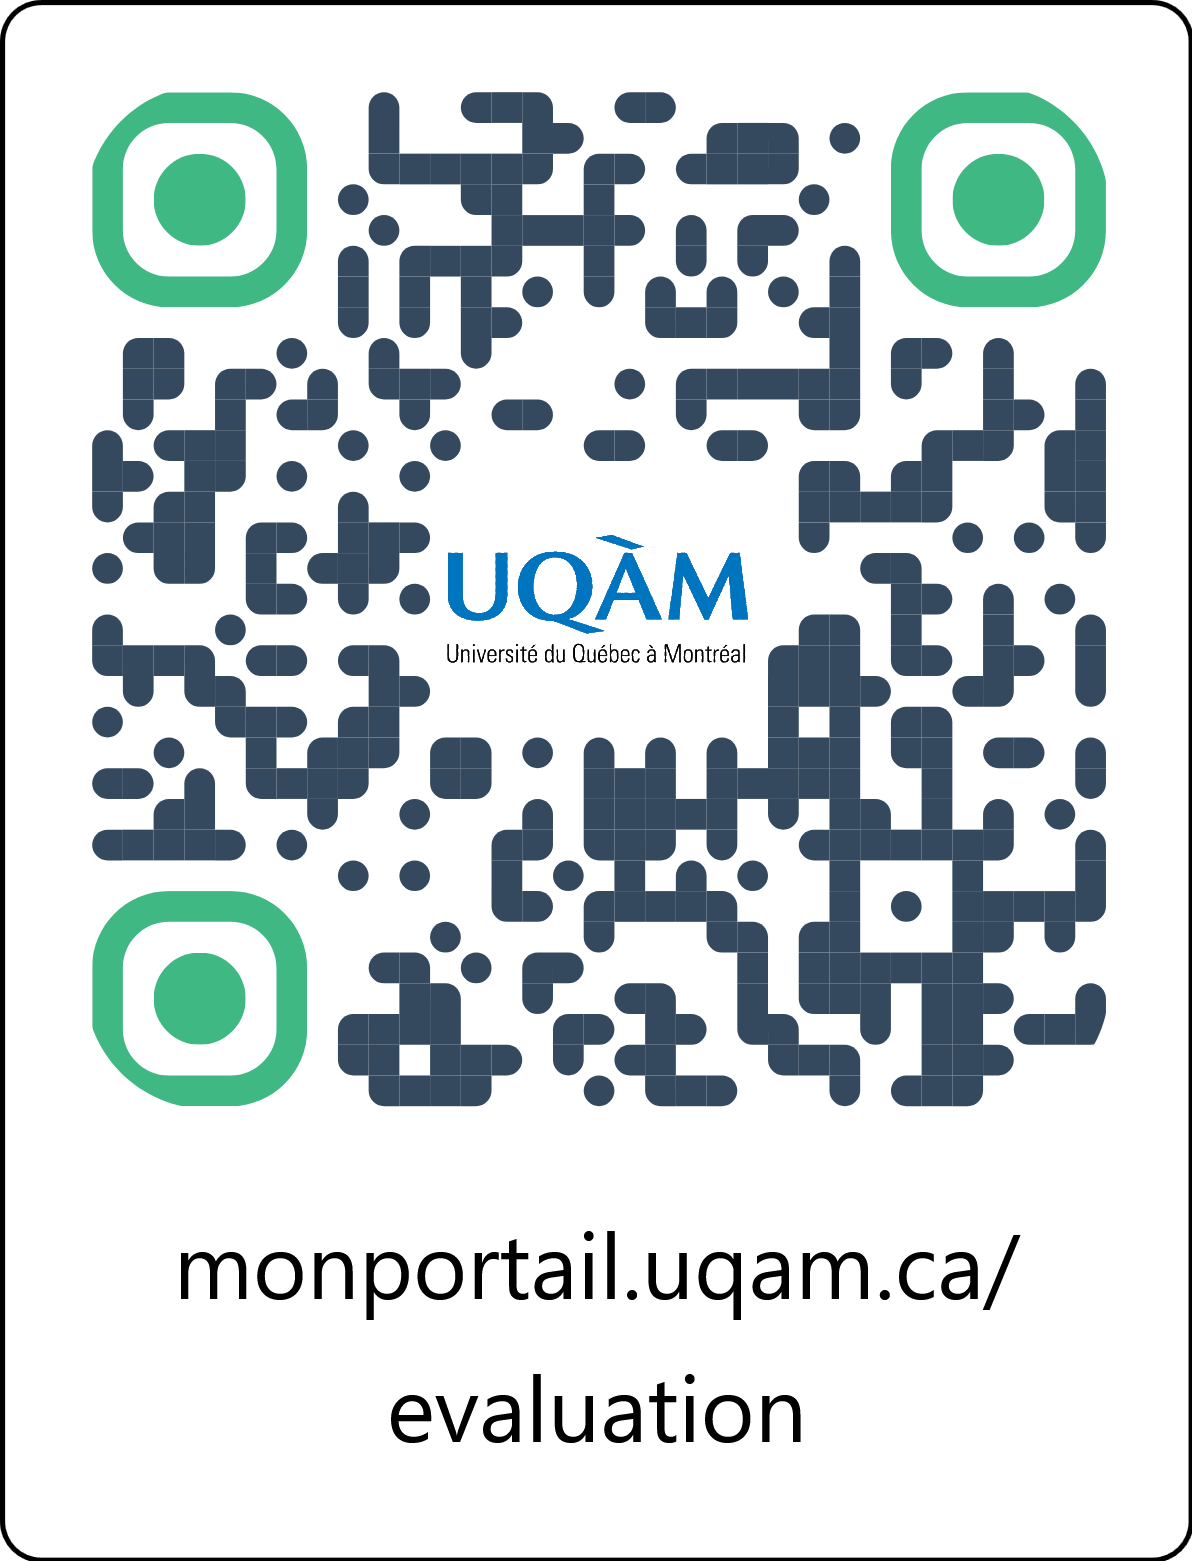 UQÀM
Université du Québec à Montréal
monportail.uqam.ca/
evaluation